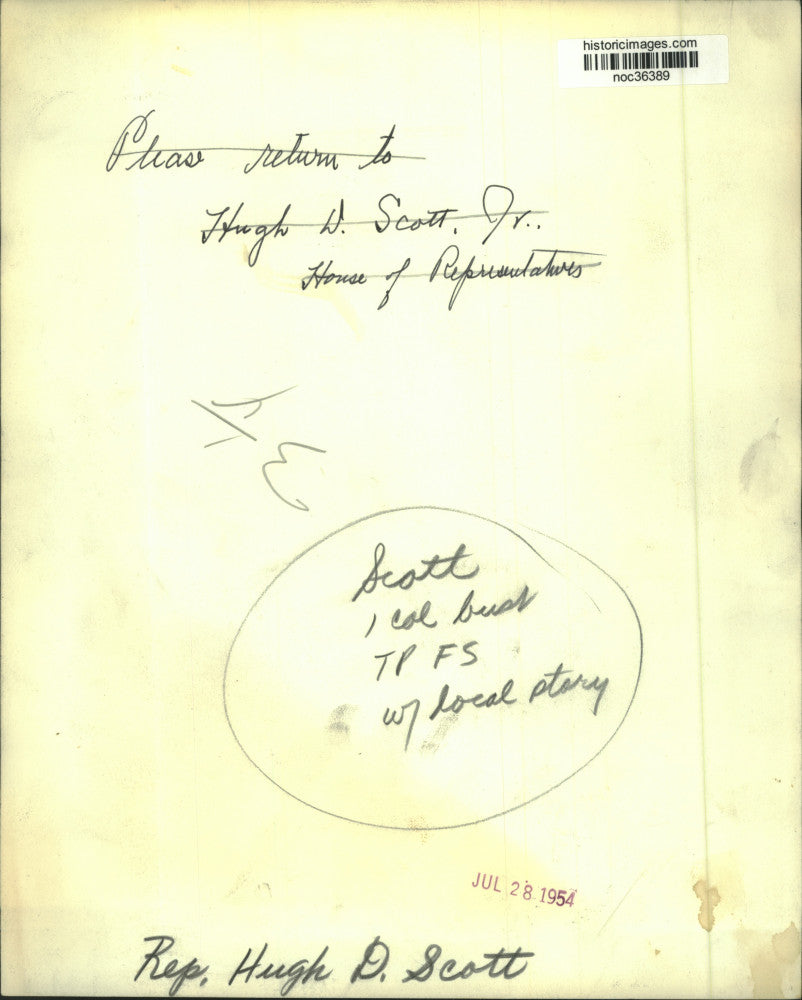 historicimages.com
noc36389
Please return to
Hugh D. Scott, Jr..
House of Representatives
Scott
1 col bust
TP FS
w/ local story
JUL 28 1954
Rep. Hugh D. Scott